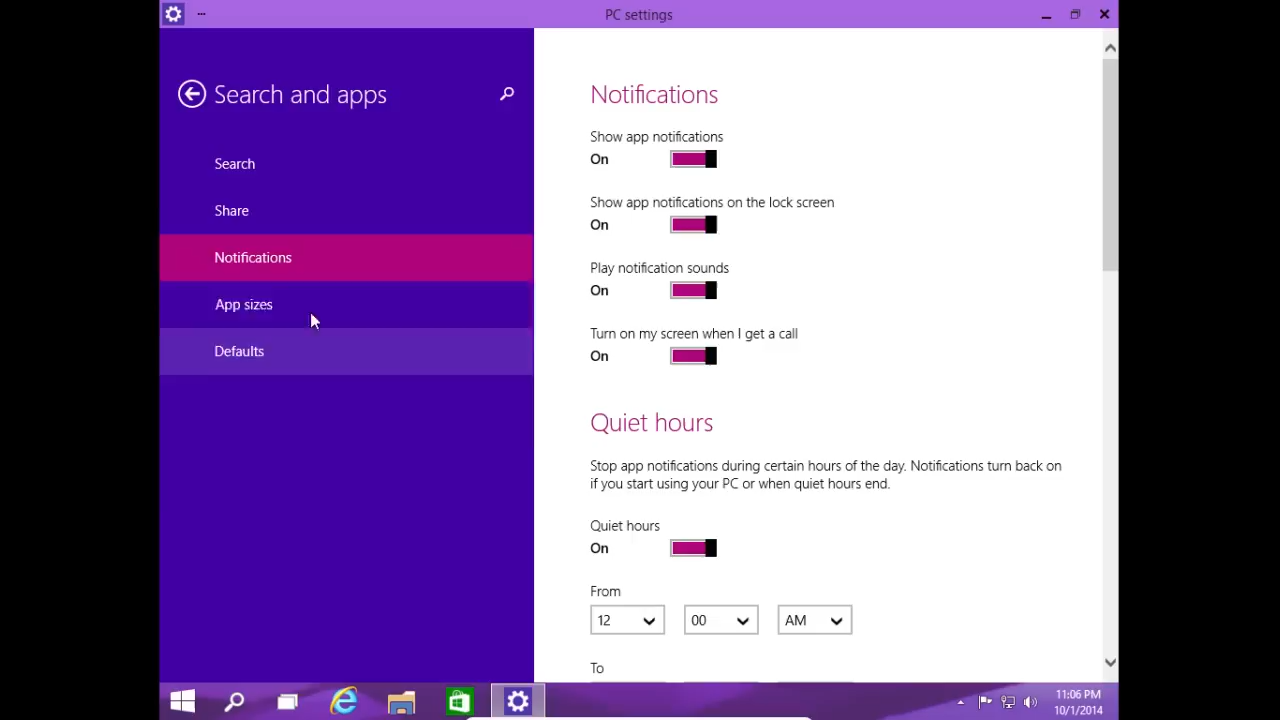 PC settings
Search and apps
Search
Share
Notifications
App sizes
Defaults
Notifications
Show app notifications
On
Show app notifications on the lock screen
On
Play notification sounds
On
Turn on my screen when I get a call
On
Quiet hours
Stop app notifications during certain hours of the day. Notifications turn back on
if you start using your PC or when quiet hours end.
Quiet hours
On
From
12 00 AM
To
11:06 PM
10/1/2014